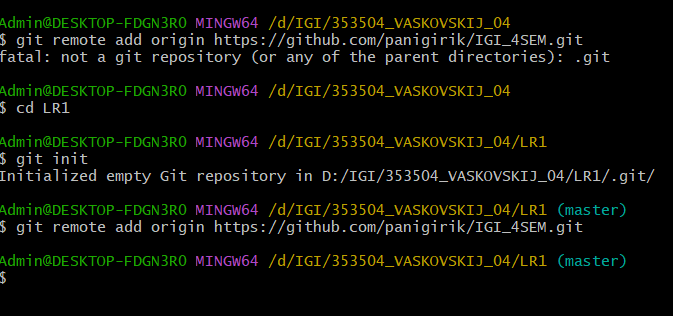 Admin@DESKTOP-FDGN3R0 MINGW64 /d/IGI/353504_VASKOVSKIJ_04
$ git remote add origin https://github.com/panigirik/IGI_4SEM.git
fatal: not a git repository (or any of the parent directories): .git
Admin@DESKTOP-FDGN3R0 MINGW64 /d/IGI/353504_VASKOVSKIJ_04
$ cd LR1
Admin@DESKTOP-FDGN3R0 MINGW64 /d/IGI/353504_VASKOVSKIJ_04/LR1
$ git init
Initialized empty Git repository in D:/IGI/353504_VASKOVSKIJ_04/LR1/.git/
Admin@DESKTOP-FDGN3R0 MINGW64 /d/IGI/353504_VASKOVSKIJ_04/LR1 (master)
$ git remote add origin https://github.com/panigirik/IGI_4SEM.git
Admin@DESKTOP-FDGN3R0 MINGW64 /d/IGI/353504_VASKOVSKIJ_04/LR1 (master)
$